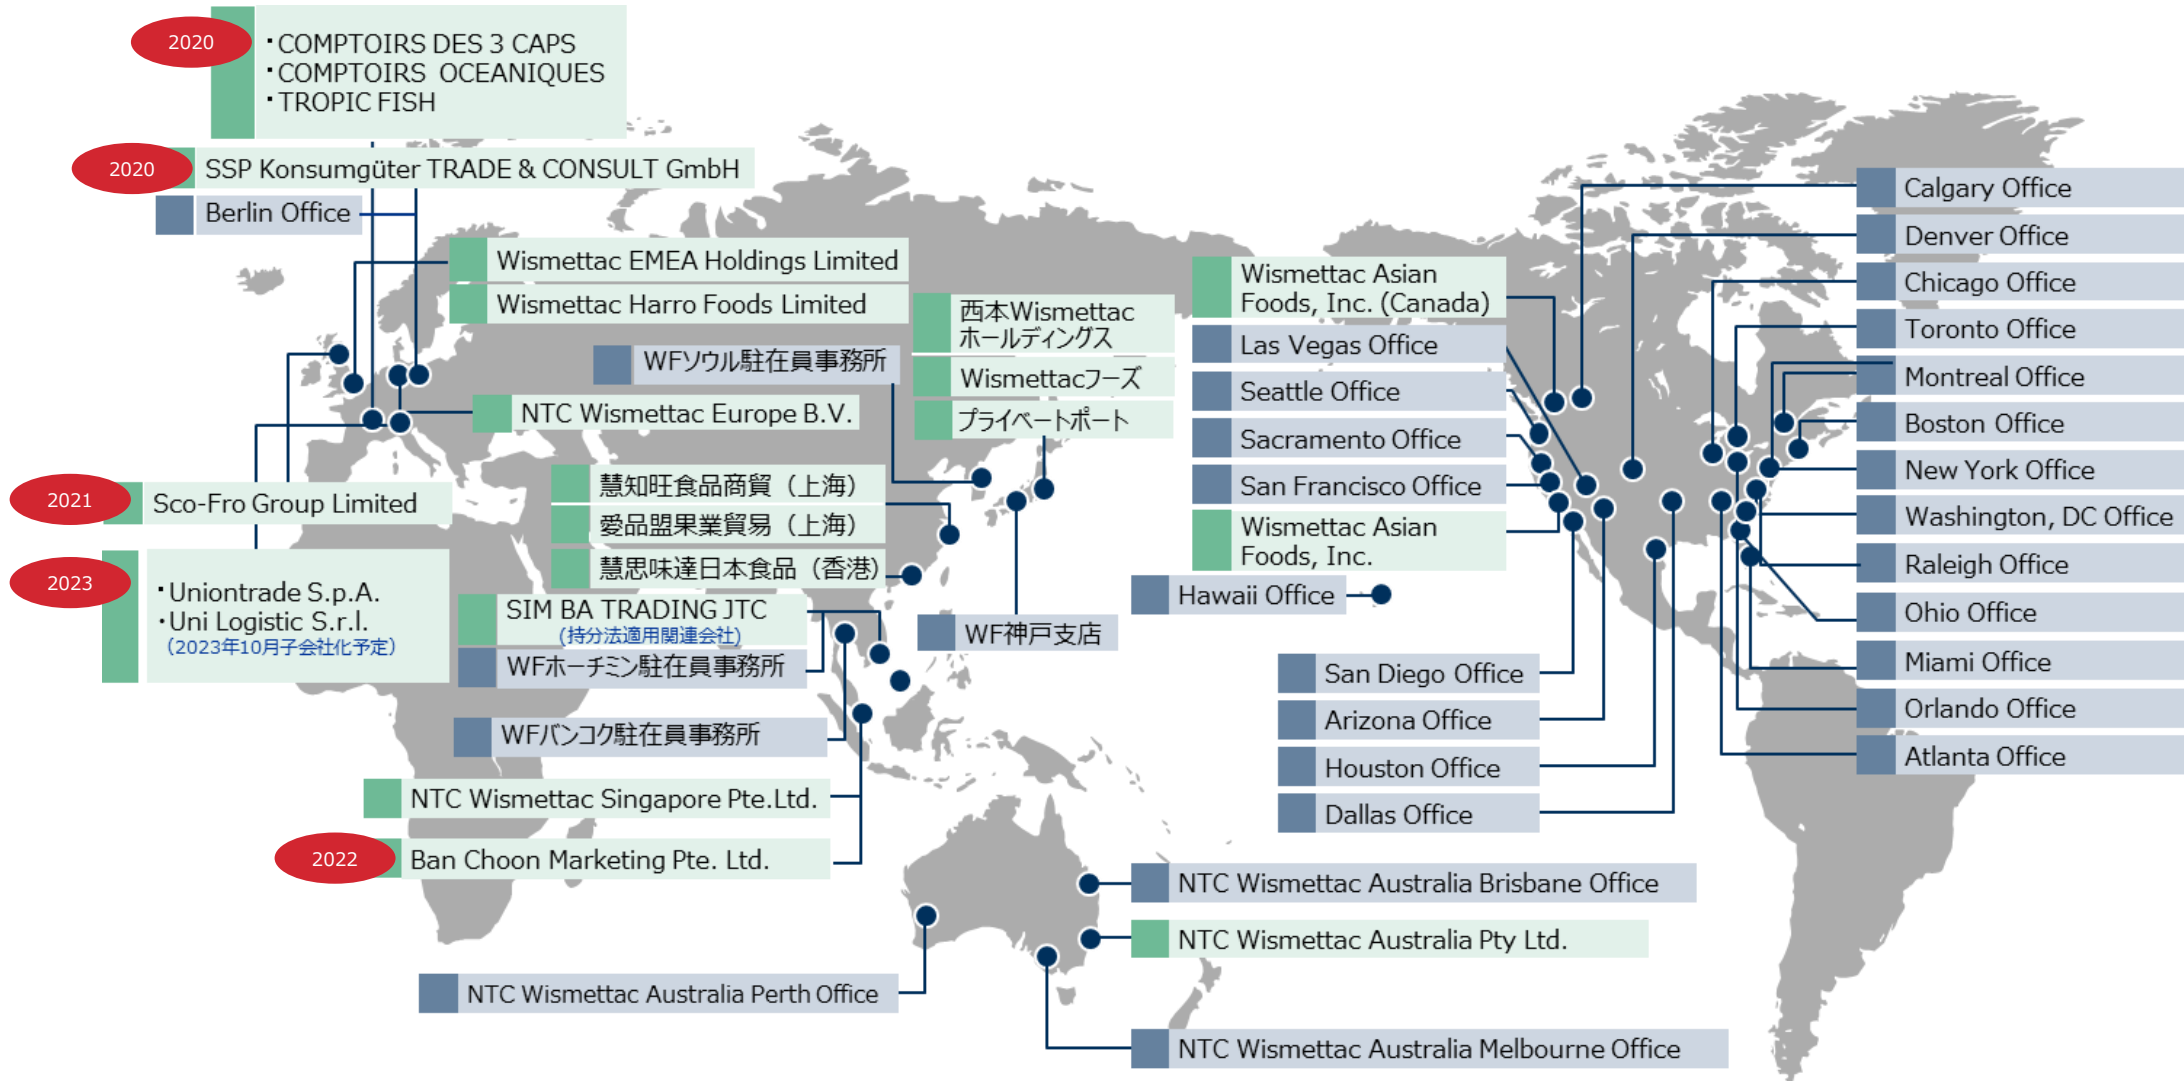 2020
・COMPTOIRS DES 3 CAPS
・COMPTOIRS OCEANIQUES
・TROPIC FISH
2020
SSP Konsumgüter TRADE & CONSULT GmbH
Berlin Office
Wismettac EMEA Holdings Limited
Wismettac Harro Foods Limited
WFソウル駐在員事務所
NTC Wismettac Europe B.V.
西本Wismettac
ホールディングス
Wismettacフーズ
プライベートポート
2021
Sco-Fro Group Limited
慧知旺食品商貿（上海）
愛品盟果業貿易（上海）
慧思味達日本食品（香港）
2023
・Uniontrade S.p.A.
・Uni Logistic S.r.l.
（2023年10月子会社化予定）
SIM BA TRADING JTC
(持分法適用関連会社)
WFホーチミン駐在員事務所
WF神戸支店
WFバンコク駐在員事務所
NTC Wismettac Singapore Pte.Ltd.
2022
Ban Choon Marketing Pte. Ltd.
NTC Wismettac Australia Perth Office
Wismettac Asian
Foods, Inc. (Canada)
Las Vegas Office
Seattle Office
Sacramento Office
San Francisco Office
Wismettac Asian
Foods, Inc.
Hawaii Office
San Diego Office
Arizona Office
Houston Office
Dallas Office
NTC Wismettac Australia Brisbane Office
NTC Wismettac Australia Pty Ltd.
NTC Wismettac Australia Melbourne Office
Calgary Office
Denver Office
Chicago Office
Toronto Office
Montreal Office
Boston Office
New York Office
Washington, DC Office
Raleigh Office
Ohio Office
Miami Office
Orlando Office
Atlanta Office